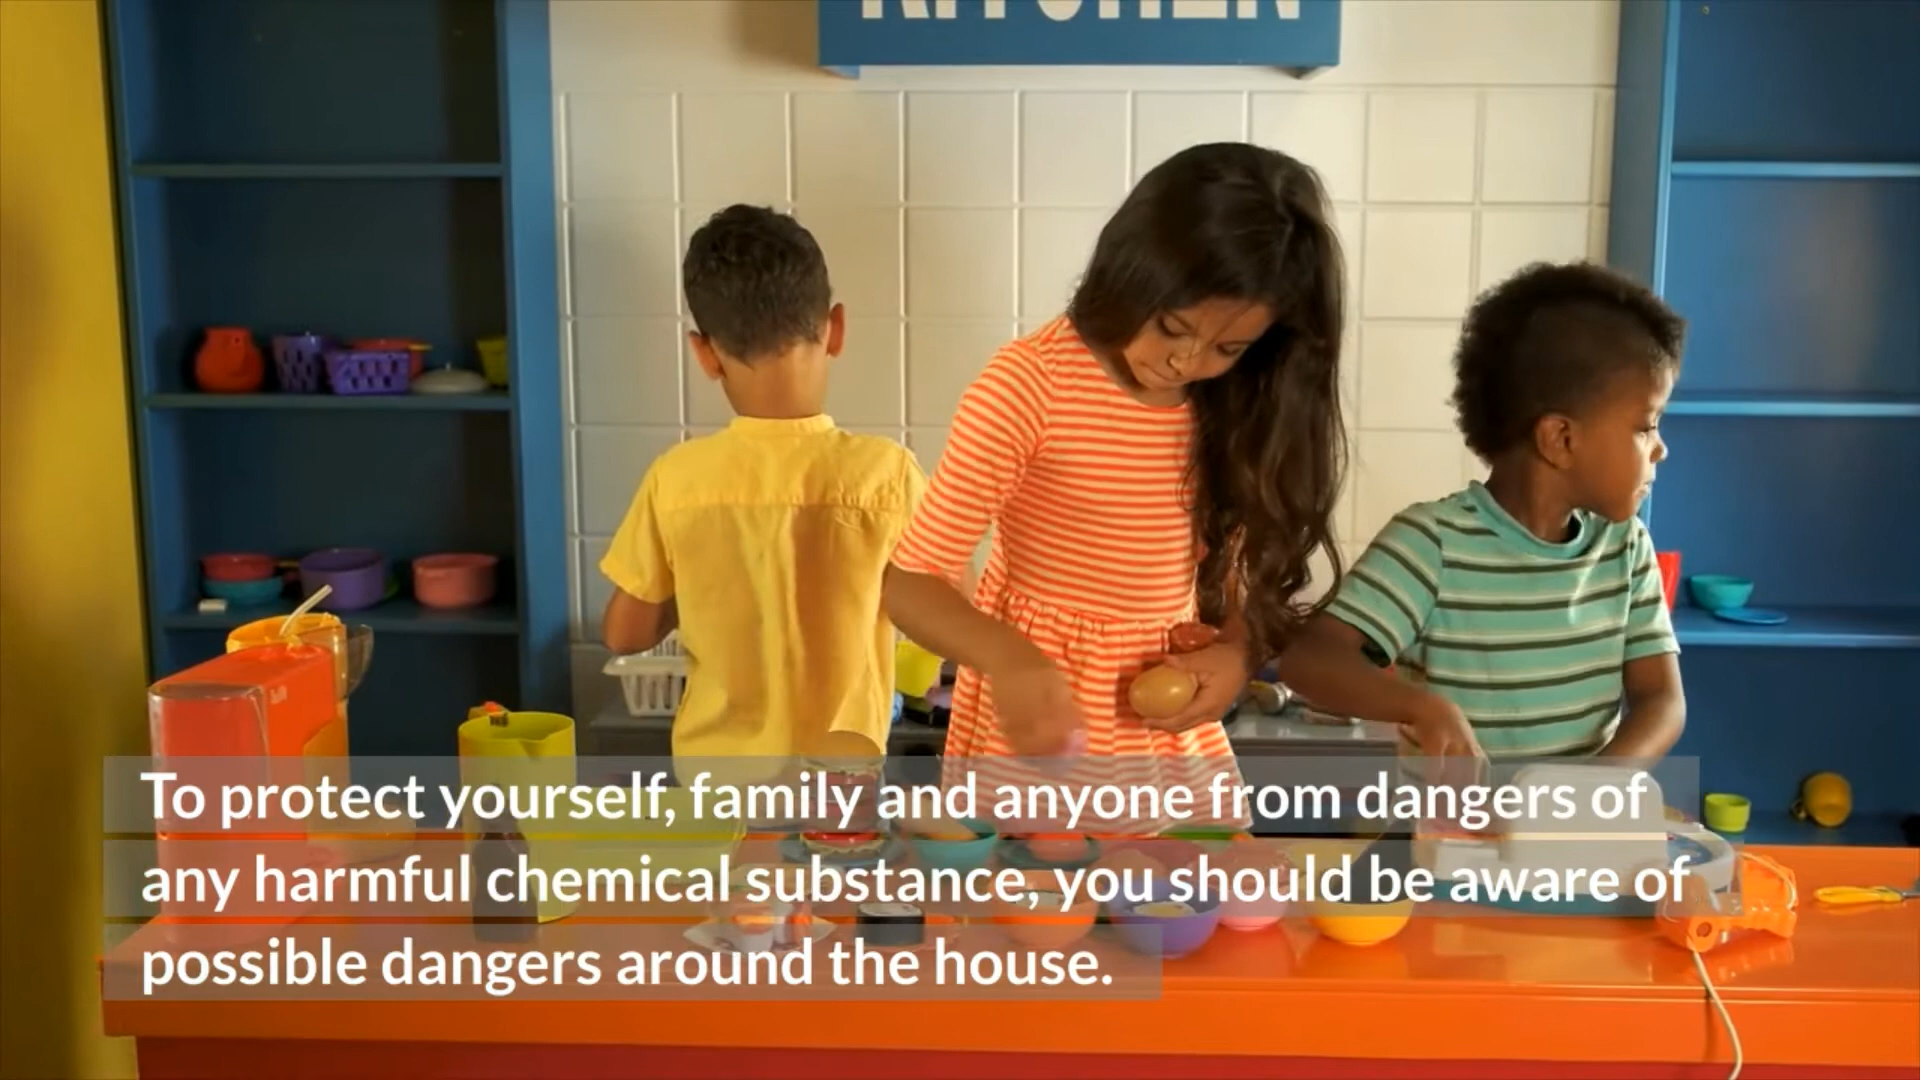 KITCHEN
To protect yourself, family and anyone from dangers of
any harmful chemical substance, you should be aware of
possible dangers around the house.